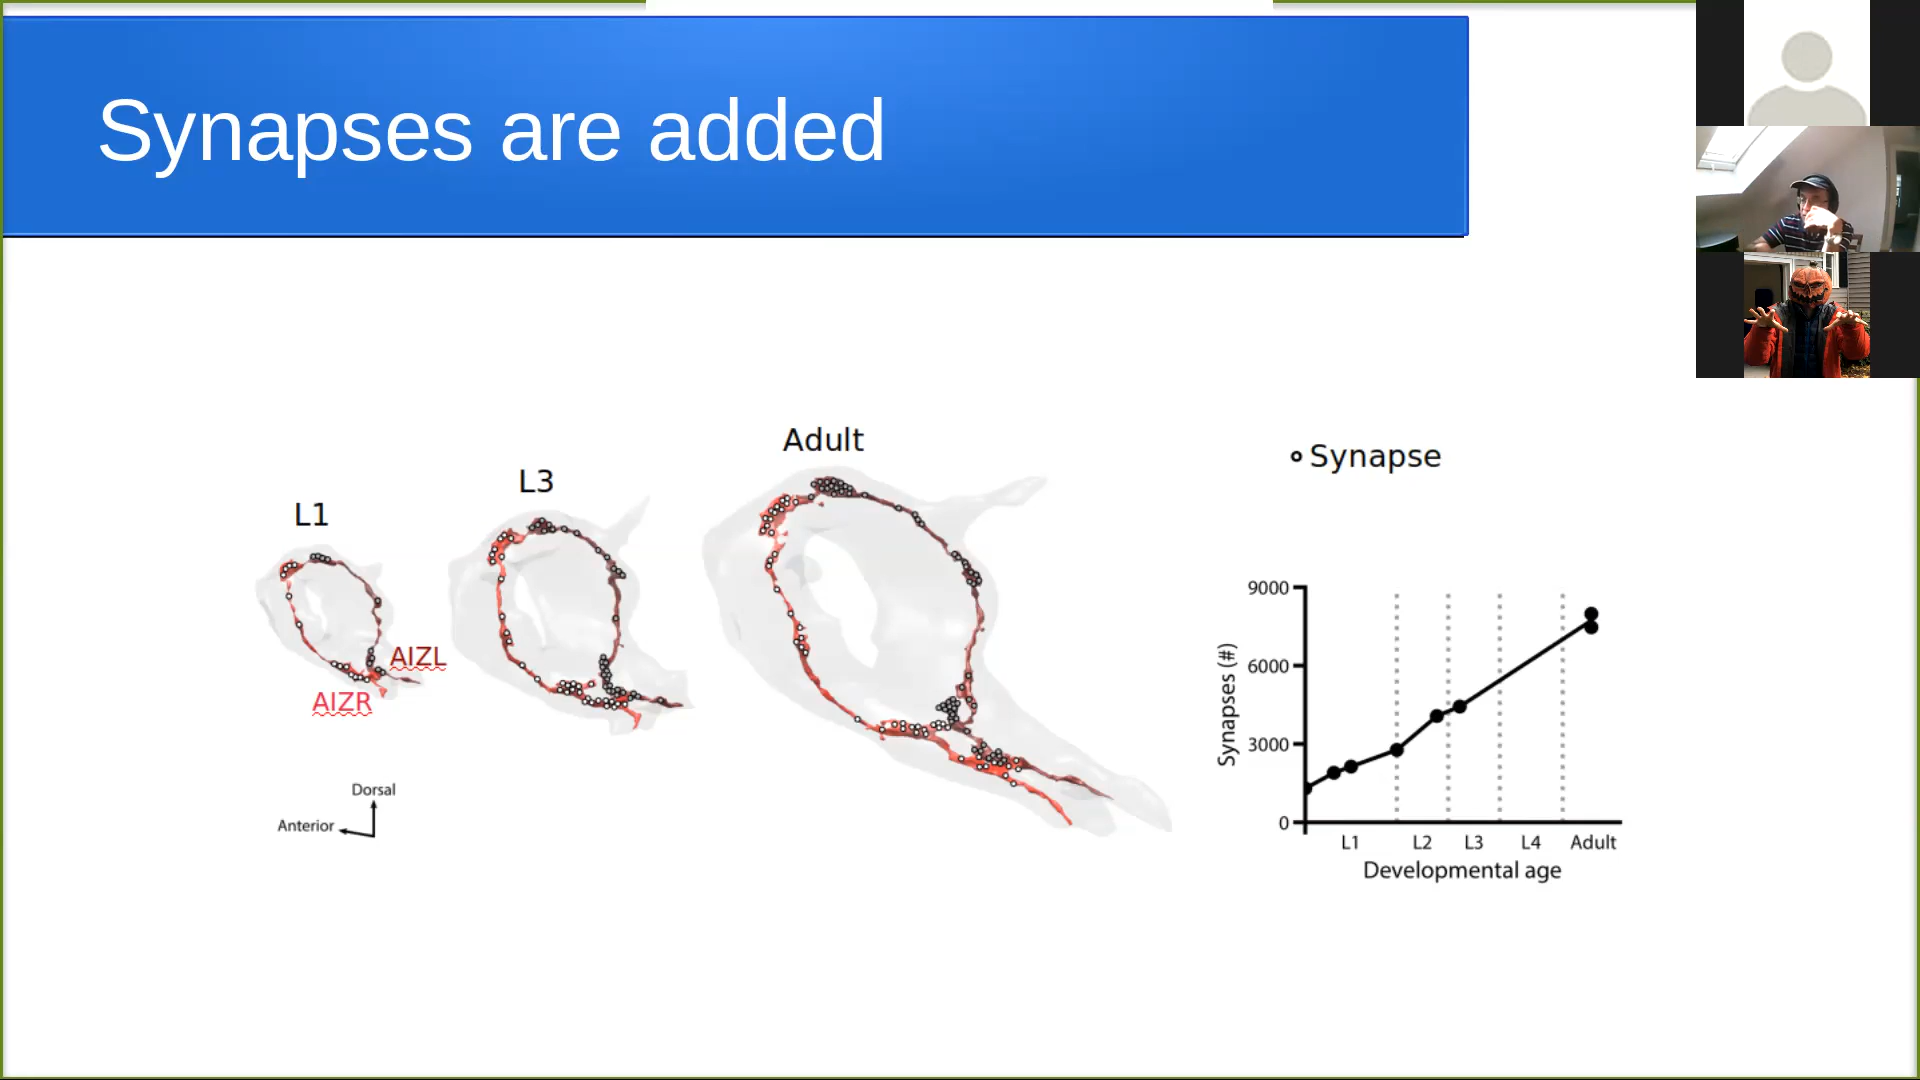 Synapses are added
Adult
L3
L1
AIZL
AIZR
Dorsal
Anterior
Synapse
9000
6000
3000
0
Synapses (#)
L1 L2 L3 L4 Adult
Developmental age